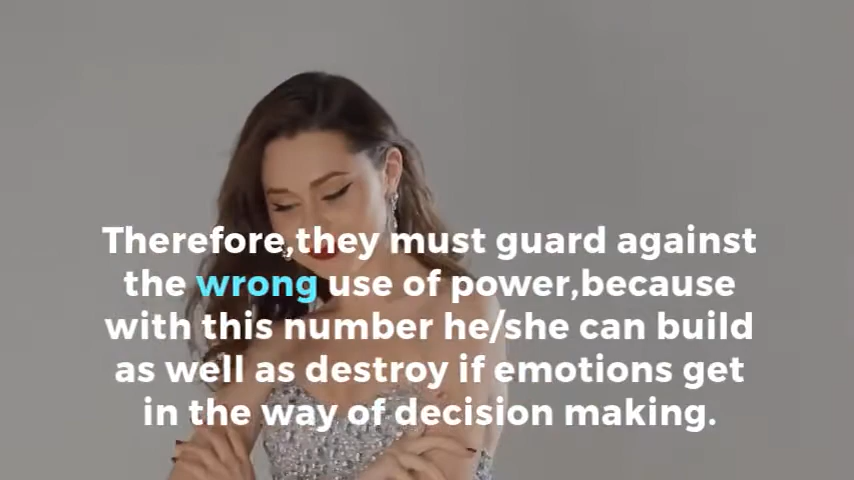 Therefore,they must guard against
the wrong use of power,because
with this number he/she can build
as well as destroy if emotions get
in the way of decision making.